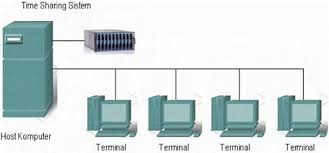 Time Sharing Sistem
Host Komputer
Terminal
Terminal
Terminal
Terminal